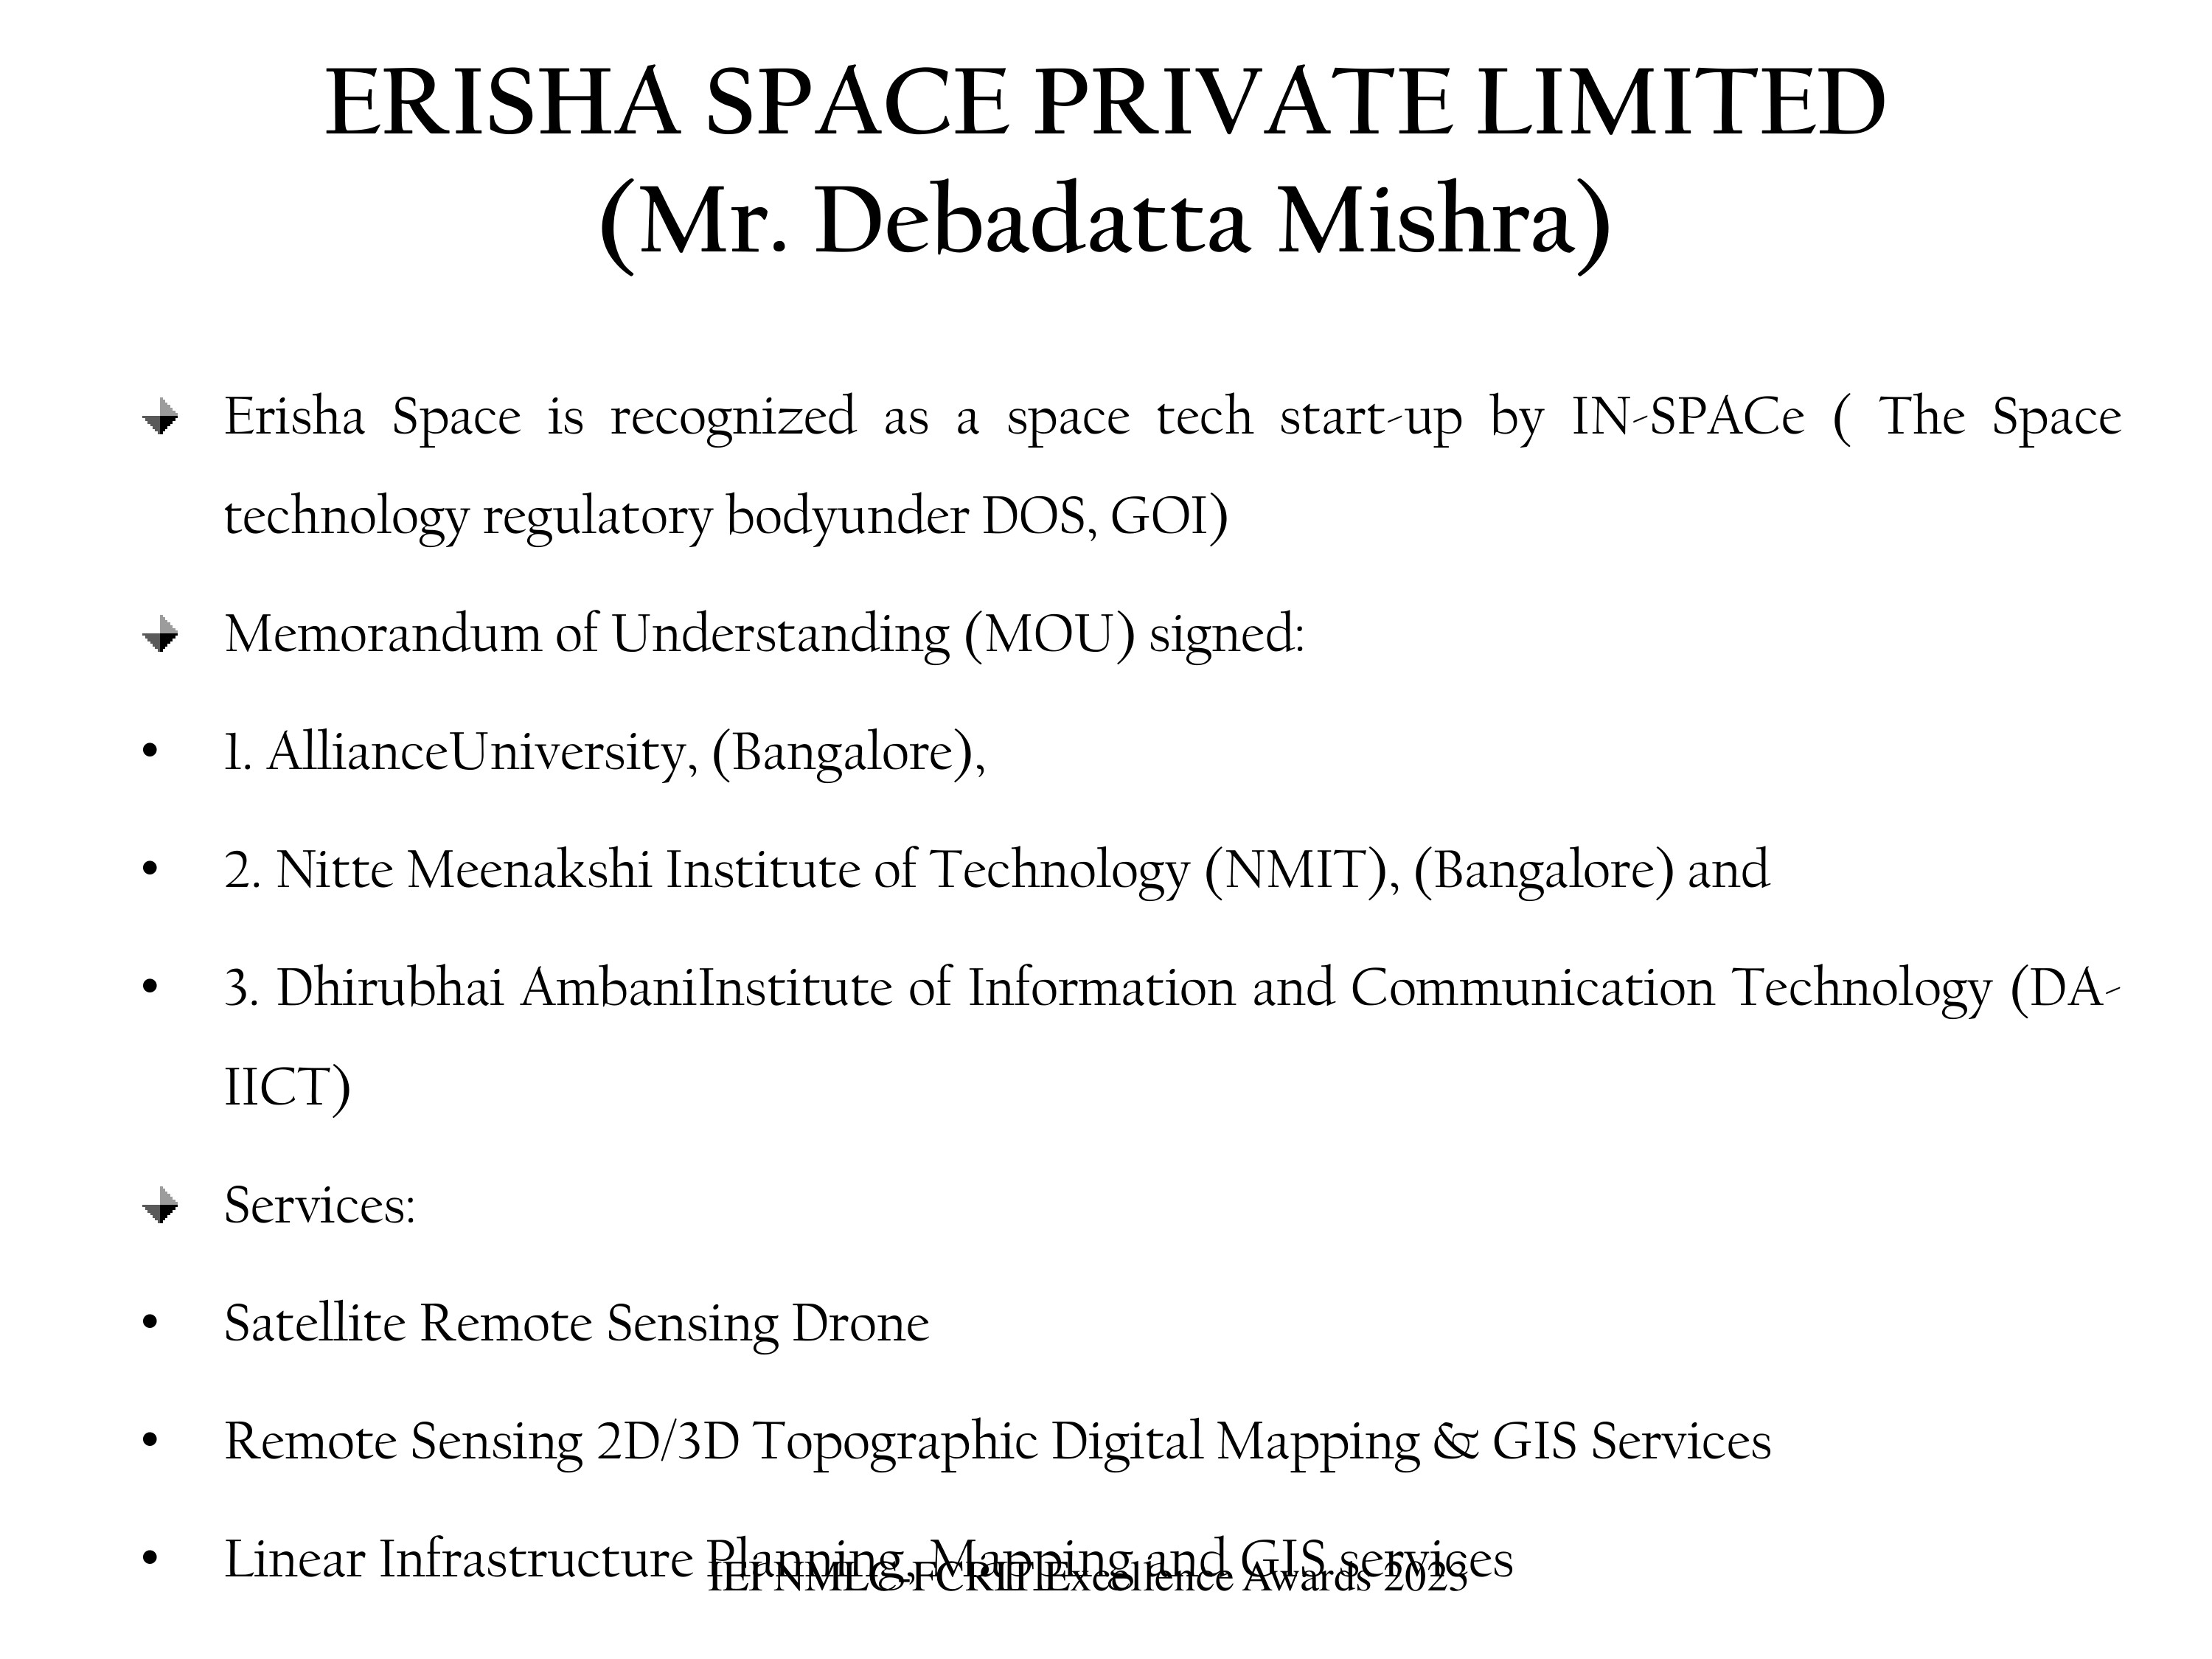 ERISHA SPACE PRIVATE LIMITED
(Mr. Debadatta Mishra)
Erisha Space is recognized as a space tech start-up by IN-SPACe ( The Space
technology regulatory bodyunder DOS, GOI)
Memorandum of Understanding (MOU) signed:
• 1. AllianceUniversity, (Bangalore),
• 2. Nitte Meenakshi Institute of Technology (NMIT), (Bangalore) and
• 3. Dhirubhai AmbaniInstitute of Information and Communication Technology (DA-
IICT)
Services:
• Satellite Remote Sensing Drone
• Remote Sensing 2D/3D Topographic Digital Mapping & GIS Services
• Linear Infrastructure Planning, Mapping and GIS services
IEI NMLC-FCRIT Excellence Awards 2023